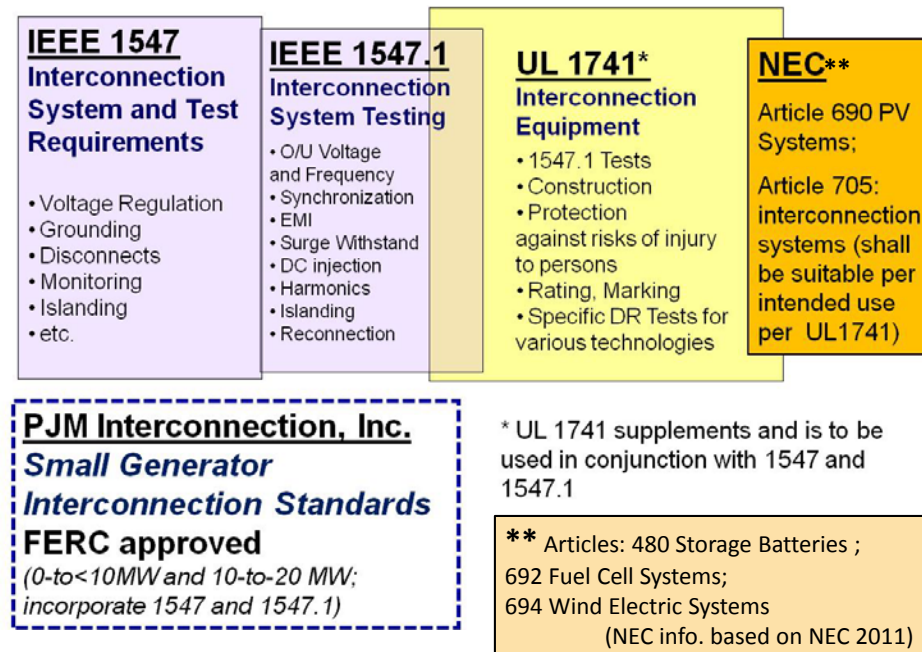 IEEE 1547
Interconnection
System and Test
Requirements
• Voltage Regulation
• Grounding
• Disconnects
• Monitoring
• Islanding
• etc.
IEEE 1547.1
Interconnection
System Testing
• O/U Voltage
and Frequency
• Synchronization
• EMI
• Surge Withstand
• DC injection
• Harmonics
• Islanding
• Reconnection
UL 1741*
Interconnection
Equipment
• 1547.1 Tests
• Construction
• Protection
against risks of injury
to persons
• Rating, Marking
• Specific DR Tests for
various technologies
NEC**
Article 690 PV
Systems;
Article 705:
interconnection
systems (shall
be suitable per
intended use
per UL1741)
PJM Interconnection, Inc.
Small Generator
Interconnection Standards
FERC approved
(0-to<10MW and 10-to-20 MW;
incorporate 1547 and 1547.1)
* UL 1741 supplements and is to be
used in conjunction with 1547 and
1547.1
** Articles: 480 Storage Batteries ;
692 Fuel Cell Systems;
694 Wind Electric Systems
(NEC info. based on NEC 2011)